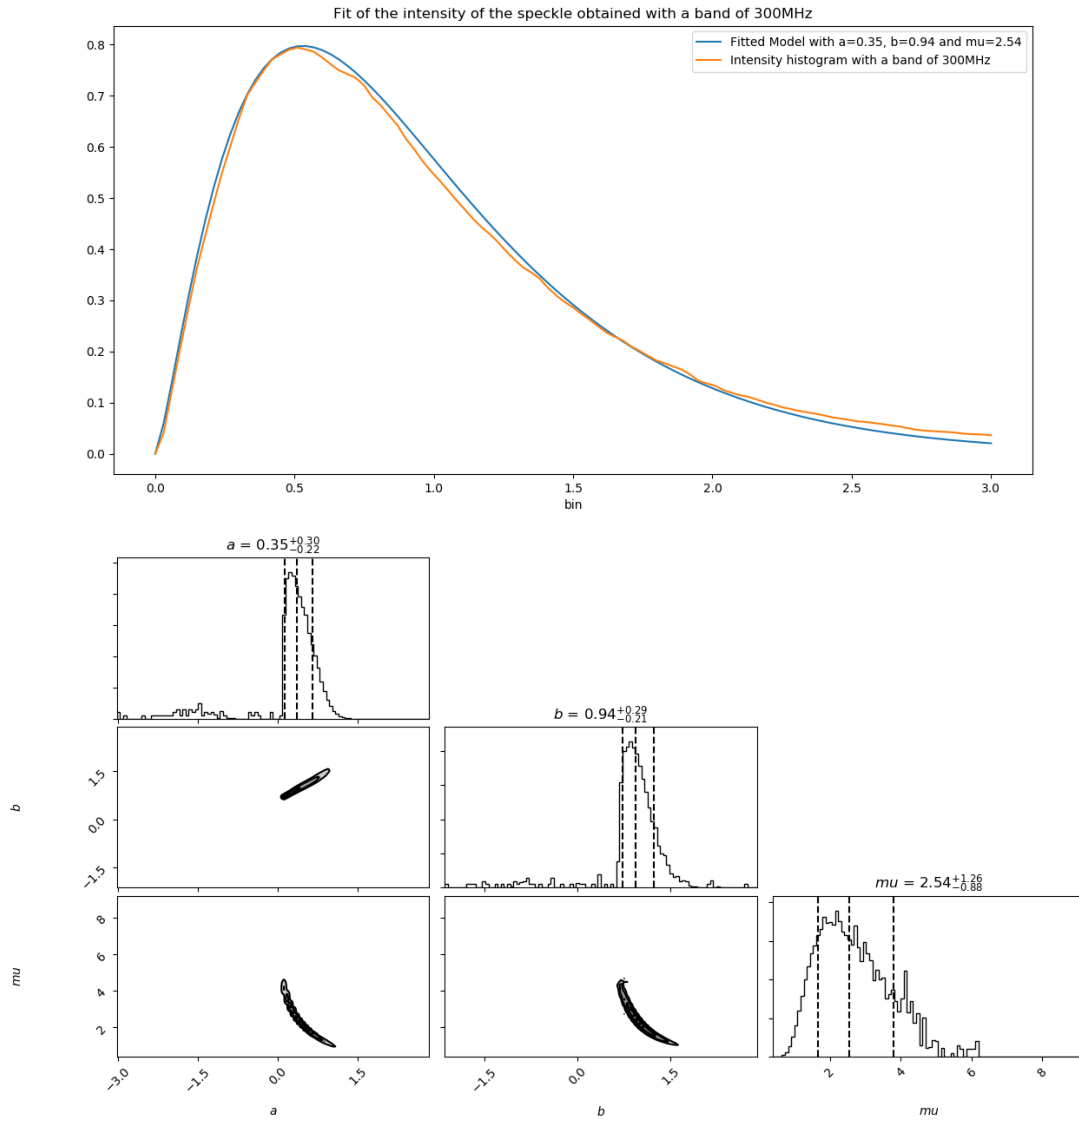 Fit of the intensity of the speckle obtained with a band of 300MHz
Fitted Model with a=0.35, b=0.94 and mu=2.54
Intensity histogram with a band of 300MHz
0.8
0.7
0.6
0.5
0.4
0.3
0.2
0.1
0.0
0.0 0.5 1.0 1.5 2.0 2.5 3.0
bin
a = 0.35+0.30−0.22
b = 0.94+0.29−0.21
b
1.5
0.0
−1.5
mu = 2.54+1.26−0.88
mu
8
6
4
2
−3.0 −1.5 0.0 1.5
−1.5 0.0 1.5
2 4 6 8
a
b
mu